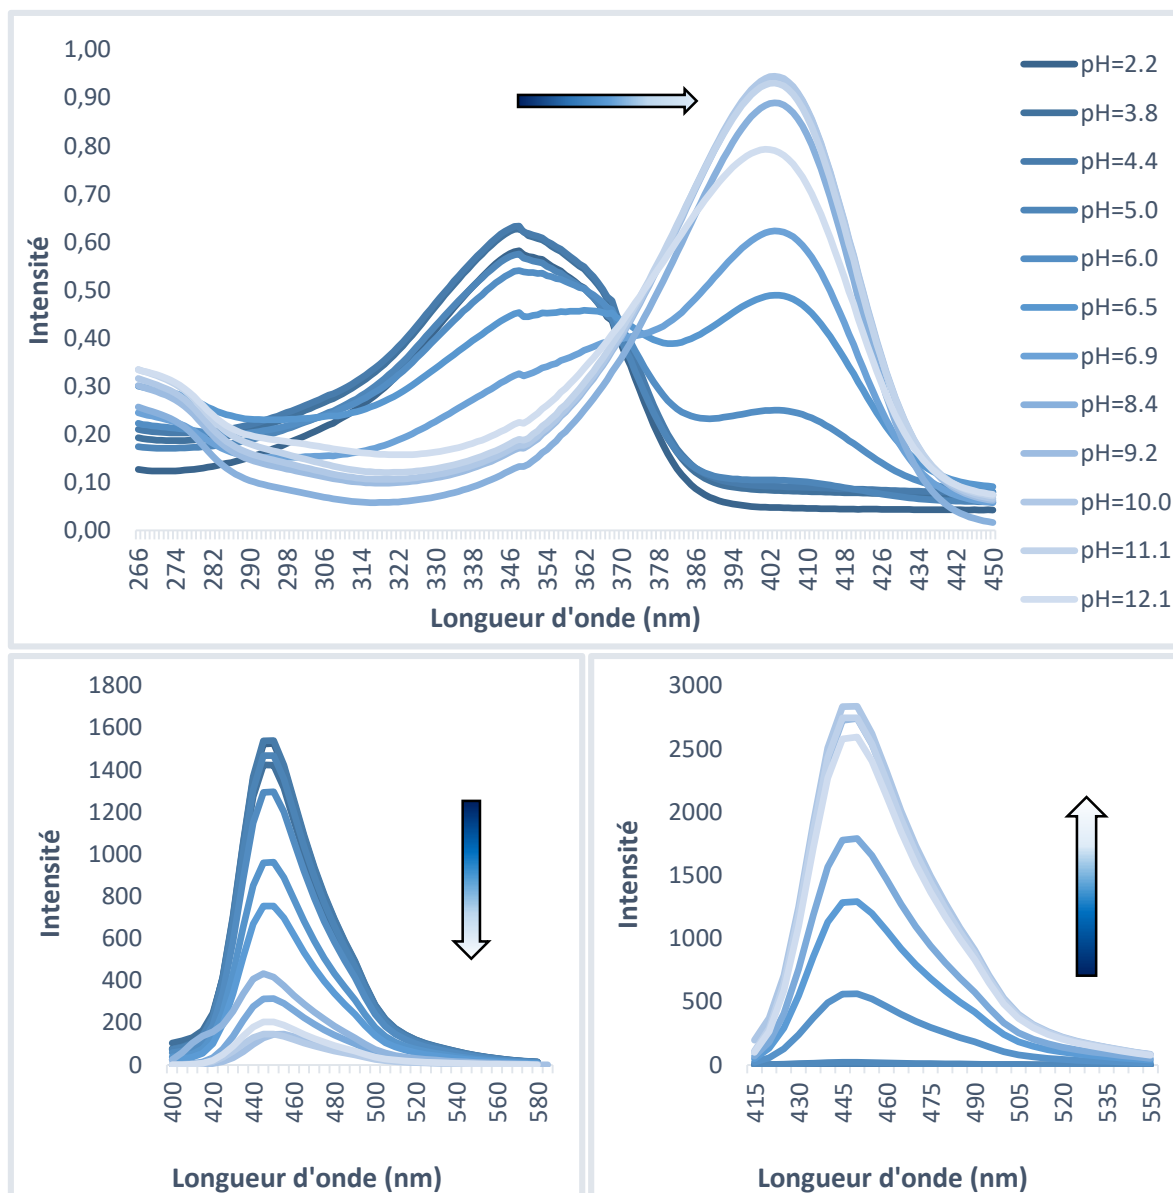 1,00
0,90
0,80
0,70
0,60
0,50
0,40
0,30
0,20
0,10
0,00
Intensité
266 274 282 290 298 306 314 322 330 338 346 354 362 370 378 386 394 402 410 418 426 434 442 450
Longueur d'onde (nm)
pH=2.2
pH=3.8
pH=4.4
pH=5.0
pH=6.0
pH=6.5
pH=6.9
pH=8.4
pH=9.2
pH=10.0
pH=11.1
pH=12.1
1800
1600
1400
1200
1000
800
600
400
200
0
Intensité
400 420 440 460 480 500 520 540 560 580
Longueur d'onde (nm)
3000
2500
2000
1500
1000
500
0
Intensité
415 430 445 460 475 490 505 520 535 550
Longueur d'onde (nm)